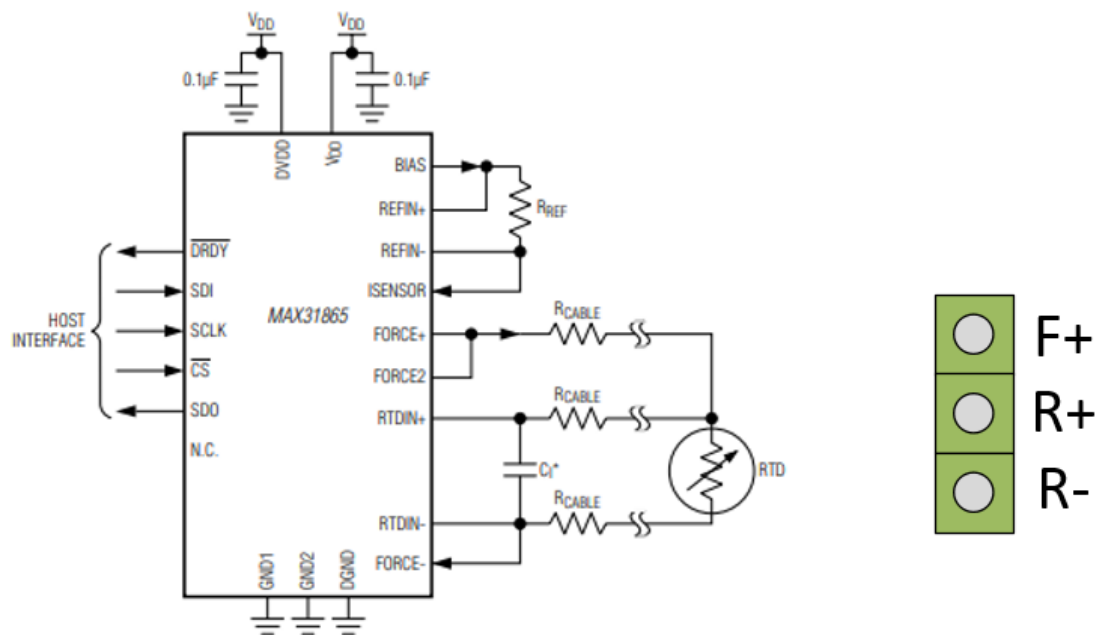 VDD
VDD
0.1µF
0.1µF
DVDD
VDD
BIAS
REFIN+
RREF
REFIN-
ISENSOR
DRDY
SDI
HOST
INTERFACE
SCLK
CS
SDO
N.C.
MAX31865
FORCE+
RCABLE
FORCE2
RTDIN+
RCABLE
CI*
RTD
RCABLE
RTDIN-
FORCE-
GND1
GND2
DGND
F+
R+
R-